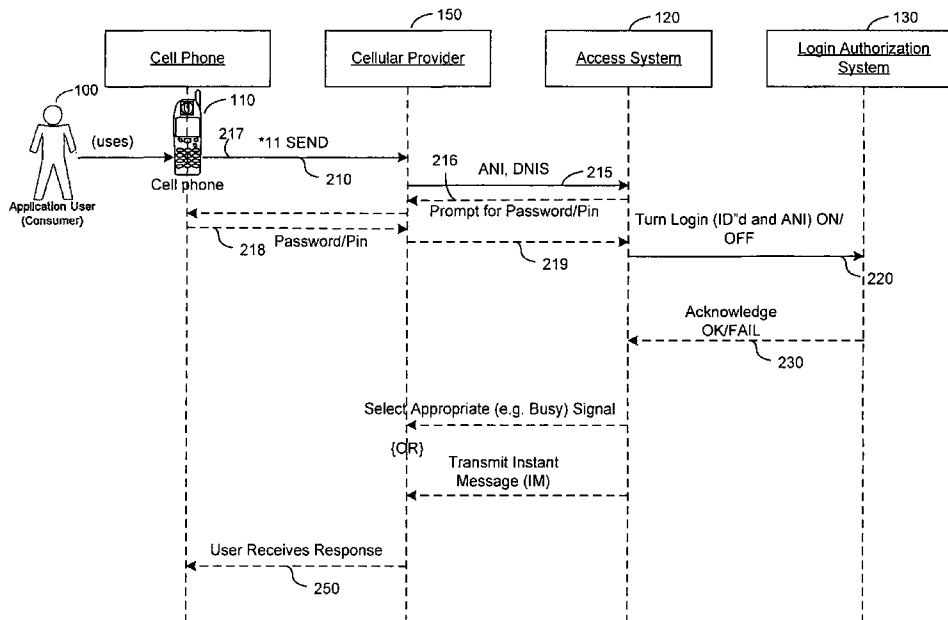 150
120
130
Cell Phone
Cellular Provider
Access System
Login Authorization
System
100
110
(uses)
217
*11 SEND
210
Cell phone
Application User
(Consumer)
ANI, DNIS
215
216
Prompt for Password/Pin
218
Password/Pin
219
Turn Login (ID"d and ANI) ON/
OFF
220
Acknowledge
OK/FAIL
230
Select Appropriate (e.g. Busy) Signal
{OR}
Transmit Instant
Message (IM)
User Receives Response
250